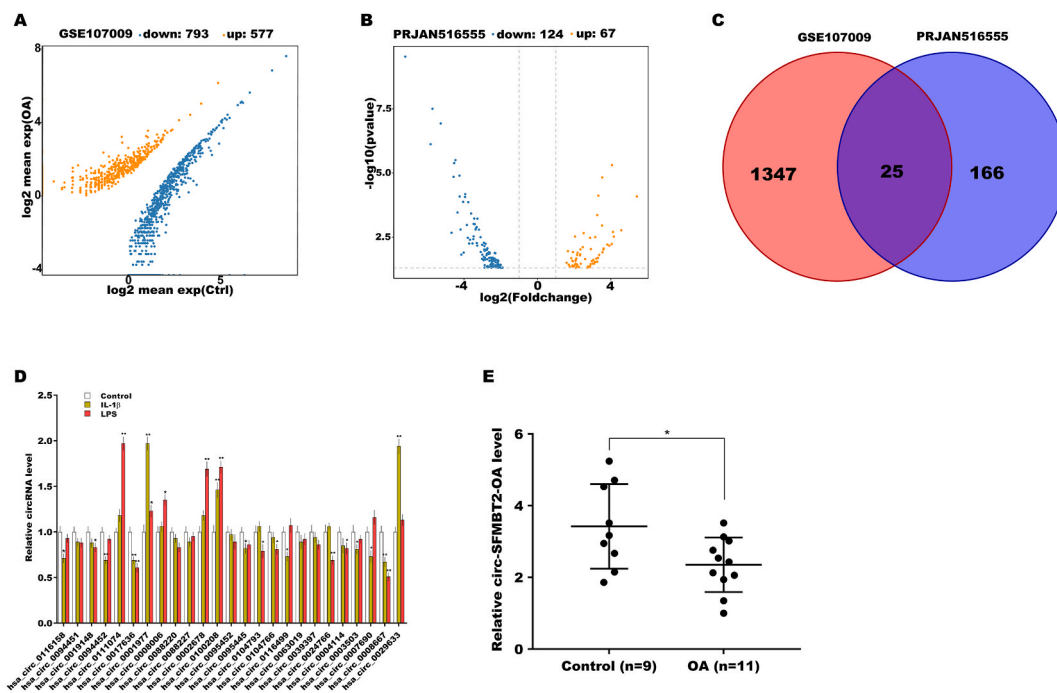 A
GSE107009 down: 793 up: 577
8
4
0
-4
0
5
log2 mean exp(OA)
log2 mean exp(Ctrl)
B
PRJAN516555 down: 124 up: 67
7.5
5.0
2.5
-4
0
4
-log10(pvalue)
log2(Foldchange)
C
GSE107009
PRJAN516555
1347
25
166
D
Control
IL-1β
LPS
2.5
2.0
1.5
1.0
0.5
0.0
Relative circRNA level
hsa_circ_0116158
hsa_circ_0094451
hsa_circ_0019148
hsa_circ_0094452
hsa_circ_0111074
hsa_circ_0017636
hsa_circ_0001977
hsa_circ_0008006
hsa_circ_0088220
hsa_circ_0088227
hsa_circ_0002678
hsa_circ_0100208
hsa_circ_0095452
hsa_circ_0095445
hsa_circ_0104793
hsa_circ_0104766
hsa_circ_0116499
hsa_circ_0063019
hsa_circ_0039397
hsa_circ_0024766
hsa_circ_0004114
hsa_circ_0003503
hsa_circ_0007690
hsa_circ_0008667
hsa_circ_0029633
E
*
6
4
2
0
Relative circ-SFMBT2-OA level
Control (n=9)
OA (n=11)